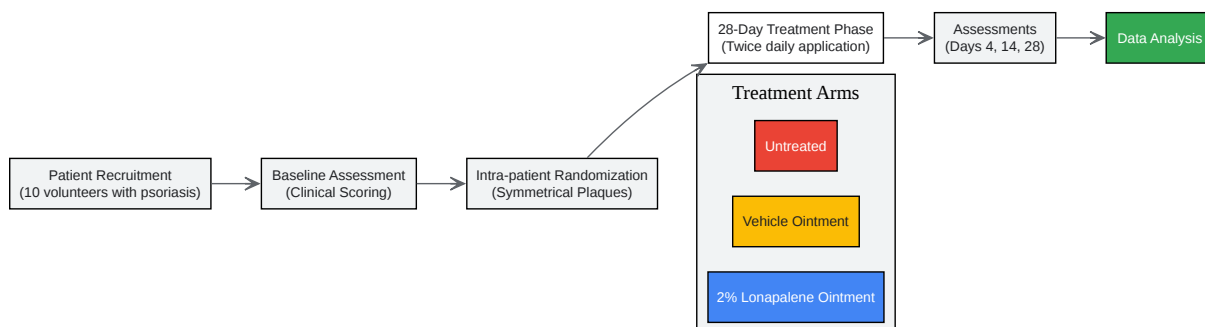 Patient Recruitment
(10 volunteers with psoriasis)
Baseline Assessment
(Clinical Scoring)
Intra-patient Randomization
(Symmetrical Plaques)
28-Day Treatment Phase
(Twice daily application)
Assessments
(Days 4, 14, 28)
Data Analysis
Treatment Arms
Untreated
Vehicle Ointment
2% Lonapalene Ointment